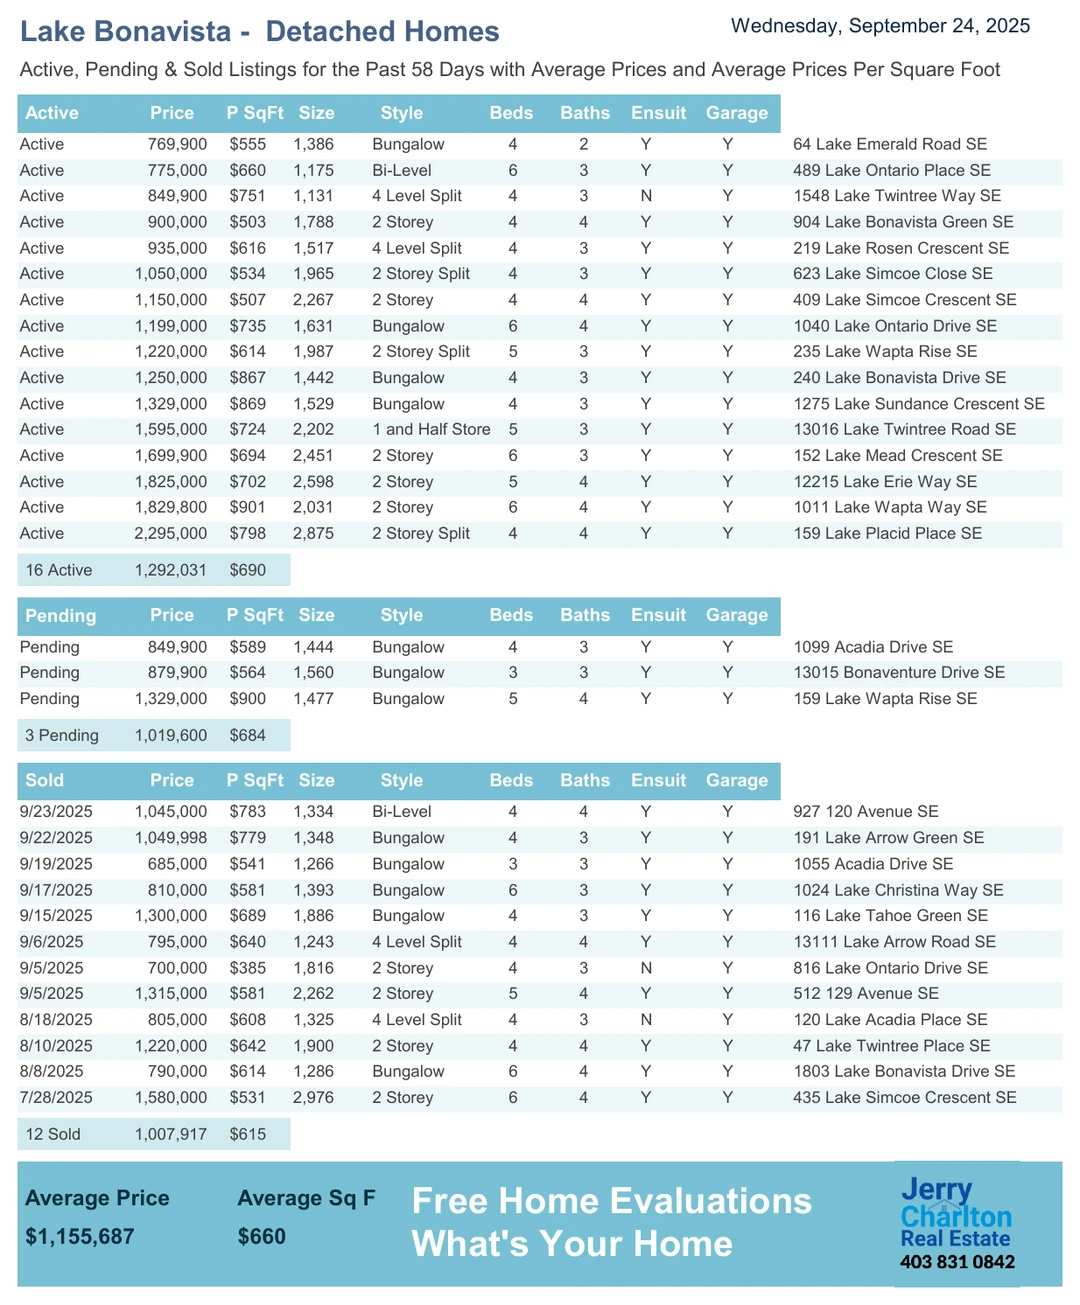 Lake Bonavista - Detached Homes
Wednesday, September 24, 2025
Active, Pending & Sold Listings for the Past 58 Days with Average Prices and Average Prices Per Square Foot
Active Price P SqFt Size Style Beds Baths Ensuit Garage
Active 769,900 $555 1,386 Bungalow 4 2 Y Y 64 Lake Emerald Road SE
Active 775,000 $660 1,175 Bi-Level 6 3 Y Y 489 Lake Ontario Place SE
Active 849,900 $751 1,131 4 Level Split 4 3 N Y 1548 Lake Twintree Way SE
Active 900,000 $503 1,788 2 Storey 4 4 Y Y 904 Lake Bonavista Green SE
Active 935,000 $616 1,517 4 Level Split 4 3 Y Y 219 Lake Rosen Crescent SE
Active 1,050,000 $534 1,965 2 Storey Split 4 3 Y Y 623 Lake Simcoe Close SE
Active 1,150,000 $507 2,267 2 Storey 4 4 Y Y 409 Lake Simcoe Crescent SE
Active 1,199,000 $735 1,631 Bungalow 6 4 Y Y 1040 Lake Ontario Drive SE
Active 1,220,000 $614 1,987 2 Storey Split 5 3 Y Y 235 Lake Wapta Rise SE
Active 1,250,000 $867 1,442 Bungalow 4 3 Y Y 240 Lake Bonavista Drive SE
Active 1,329,000 $869 1,529 Bungalow 4 3 Y Y 1275 Lake Sundance Crescent SE
Active 1,595,000 $724 2,202 1 and Half Store 5 3 Y Y 13016 Lake Twintree Road SE
Active 1,699,900 $694 2,451 2 Storey 6 3 Y Y 152 Lake Mead Crescent SE
Active 1,825,000 $702 2,598 2 Storey 5 4 Y Y 12215 Lake Erie Way SE
Active 1,829,800 $901 2,031 2 Storey 6 4 Y Y 1011 Lake Wapta Way SE
Active 2,295,000 $798 2,875 2 Storey Split 4 4 Y Y 159 Lake Placid Place SE
16 Active 1,292,031 $690
Pending Price P SqFt Size Style Beds Baths Ensuit Garage
Pending 849,900 $589 1,444 Bungalow 4 3 Y Y 1099 Acadia Drive SE
Pending 879,900 $564 1,560 Bungalow 3 3 Y Y 13015 Bonaventure Drive SE
Pending 1,329,000 $900 1,477 Bungalow 5 4 Y Y 159 Lake Wapta Rise SE
3 Pending 1,019,600 $684
Sold Price P SqFt Size Style Beds Baths Ensuit Garage
9/23/2025 1,045,000 $783 1,334 Bi-Level 4 4 Y Y 927 120 Avenue SE
9/22/2025 1,049,998 $779 1,348 Bungalow 4 3 Y Y 191 Lake Arrow Green SE
9/19/2025 685,000 $541 1,266 Bungalow 3 3 Y Y 1055 Acadia Drive SE
9/17/2025 810,000 $581 1,393 Bungalow 6 3 Y Y 1024 Lake Christina Way SE
9/15/2025 1,300,000 $689 1,886 Bungalow 4 3 Y Y 116 Lake Tahoe Green SE
9/6/2025 795,000 $640 1,243 4 Level Split 4 4 Y Y 13111 Lake Arrow Road SE
9/5/2025 700,000 $385 1,816 2 Storey 4 3 N Y 816 Lake Ontario Drive SE
9/5/2025 1,315,000 $581 2,262 2 Storey 5 4 Y Y 512 129 Avenue SE
8/18/2025 805,000 $608 1,325 4 Level Split 4 3 N Y 120 Lake Acadia Place SE
8/10/2025 1,220,000 $642 1,900 2 Storey 4 4 Y Y 47 Lake Twintree Place SE
8/8/2025 790,000 $614 1,286 Bungalow 6 4 Y Y 1803 Lake Bonavista Drive SE
7/28/2025 1,580,000 $531 2,976 2 Storey 6 4 Y Y 435 Lake Simcoe Crescent SE
12 Sold 1,007,917 $615
Average Price Average Sq F
$1,155,687 $660
Free Home Evaluations
What's Your Home
Jerry
Charlton
Real Estate
403 831 0842